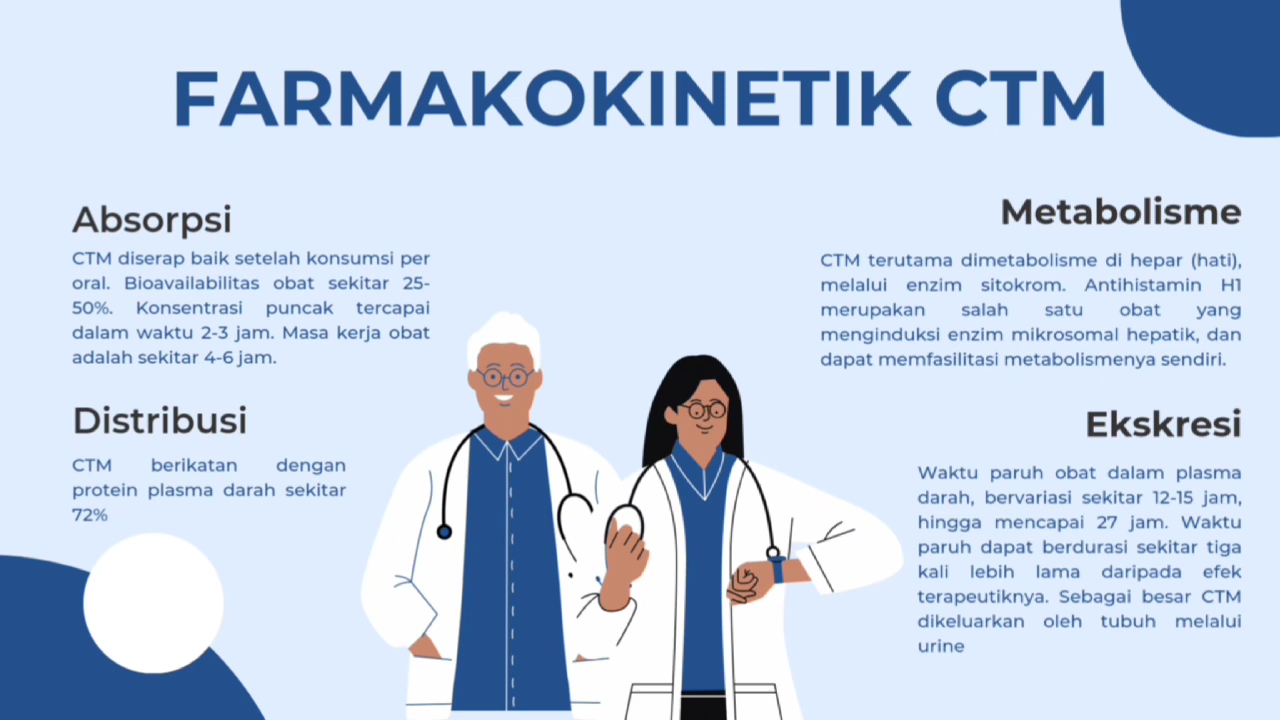 FARMAKOKINETIK CTM
Absorpsi
CTM diserap baik setelah konsumsi per
oral. Bioavailabilitas obat sekitar 25-
50%. Konsentrasi puncak tercapai
dalam waktu 2-3 jam. Masa kerja obat
adalah sekitar 4-6 jam.
Distribusi
CTM berikatan dengan
protein plasma darah sekitar
72%
Metabolisme
CTM terutama dimetabolisme di hepar (hati),
melalui enzim sitokrom. Antihistamin H1
merupakan salah satu obat yang
menginduksi enzim mikrosomal hepatik, dan
dapat memfasilitasi metabolismenya sendiri.
Ekskresi
Waktu paruh obat dalam plasma
darah, bervariasi sekitar 12-15 jam,
hingga mencapai 27 jam. Waktu
paruh dapat berdurasi sekitar tiga
kali lebih lama daripada efek
terapeutiknya. Sebagai besar CTM
dikeluarkan oleh tubuh melalui
urine